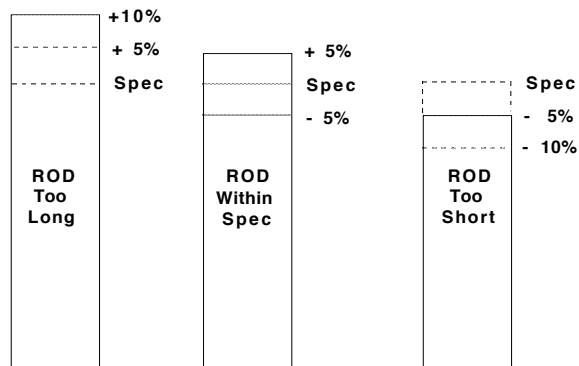 +10%
+ 5%
Spec
ROD
Too
Long
+ 5%
Spec
- 5%
ROD
Within
Spec
Spec
- 5%
- 10%
ROD
Too
Short